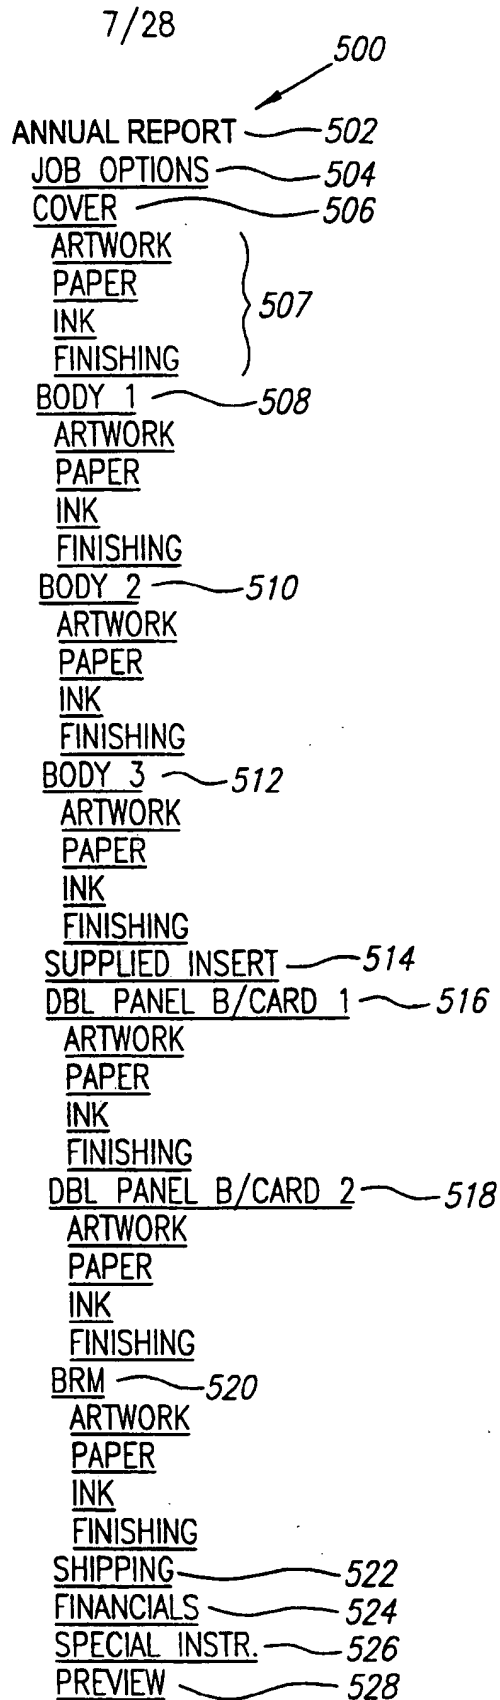 7/28
500
ANNUAL REPORT 502
JOB OPTIONS 504
COVER 506
ARTWORK
PAPER
507
INK
FINISHING
BODY 1 508
ARTWORK
PAPER
INK
FINISHING
BODY 2 510
ARTWORK
PAPER
INK
FINISHING
BODY 3 512
ARTWORK
PAPER
INK
FINISHING
SUPPLIED INSERT 514
DBL PANEL B/CARD 1 516
ARTWORK
PAPER
INK
FINISHING
DBL PANEL B/CARD 2 518
ARTWORK
PAPER
INK
FINISHING
BRM 520
ARTWORK
PAPER
INK
FINISHING
SHIPPING 522
FINANCIALS 524
SPECIAL INSTR. 526
PREVIEW 528